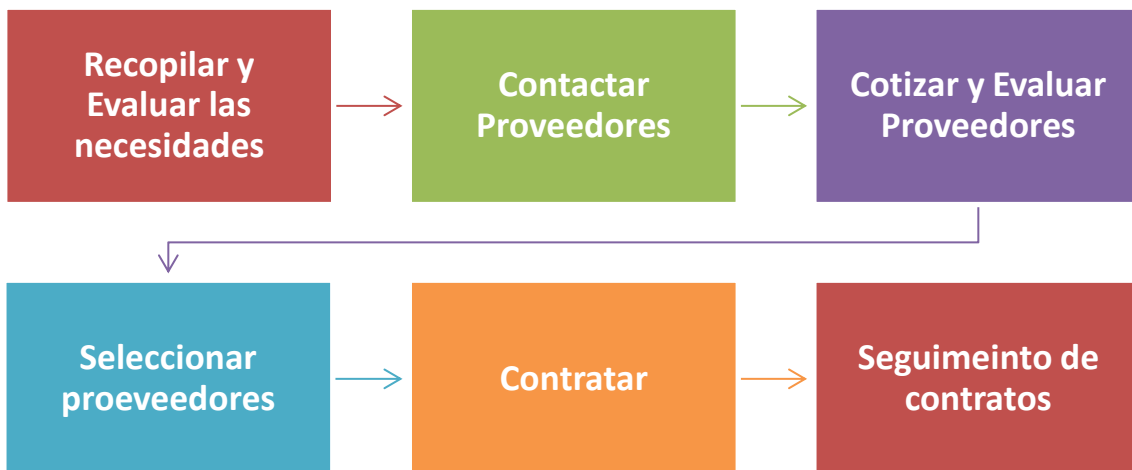 Recopilar y
Evaluar las
necesidades
Contactar
Proveedores
Cotizar y Evaluar
Proveedores
Seleccionar
proeveedores
Contratar
Seguimeinto de
contratos